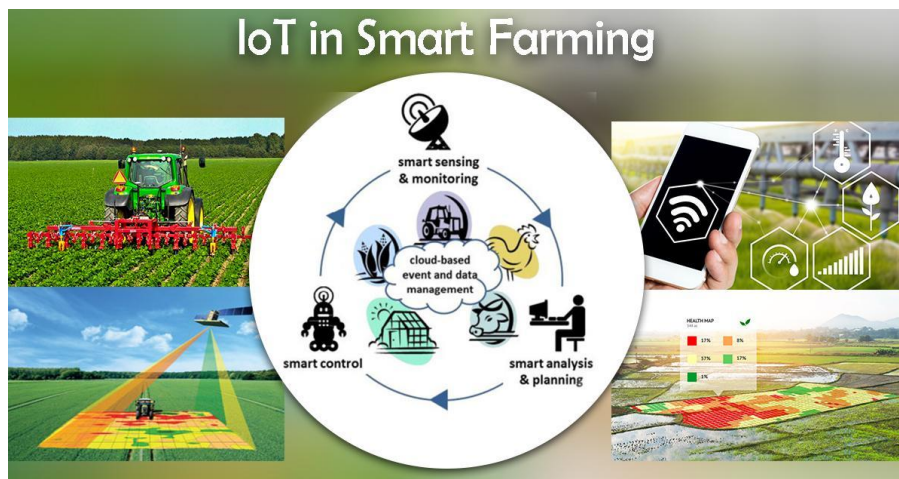 IoT in Smart Farming
smart sensing
& monitoring
cloud-based
event and data
management
smart control
smart analysis
& planning
HEALTH MAP
17%
8%
37%
17%
1%